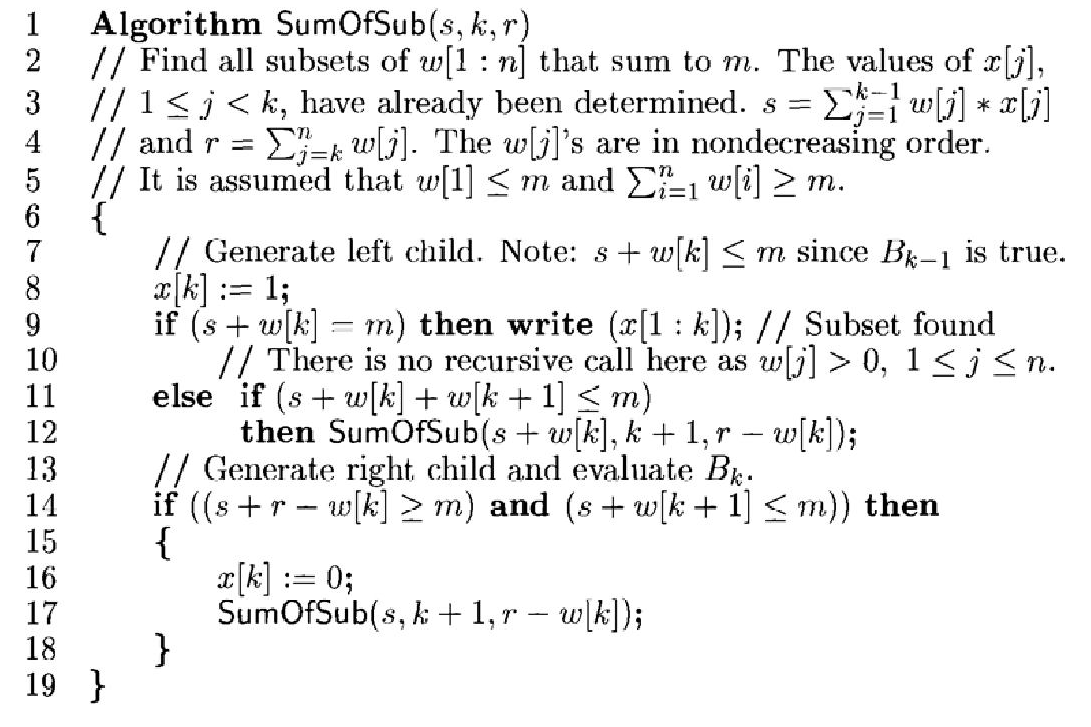 1 Algorithm SumOfSub(s, k, r)
2 // Find all subsets of w[1 : n] that sum to m. The values of x[j],
3 // 1 ≤ j < k, have already been determined. s = ∑_{j=1}^{k−1} w[j] * x[j]
4 // and r = ∑_{j=k}^{n} w[j]. The w[j]'s are in nondecreasing order.
5 // It is assumed that w[1] ≤ m and ∑_{i=1}^{n} w[i] ≥ m.
6 {
7 // Generate left child. Note: s + w[k] ≤ m since B_{k−1} is true.
8 x[k] := 1;
9 if (s + w[k] = m) then write (x[1 : k]); // Subset found
10 // There is no recursive call here as w[j] > 0, 1 ≤ j ≤ n.
11 else if (s + w[k] + w[k + 1] ≤ m)
12 then SumOfSub(s + w[k], k + 1, r − w[k]);
13 // Generate right child and evaluate B_k.
14 if ((s + r − w[k] ≥ m) and (s + w[k + 1] ≤ m)) then
15 {
16 x[k] := 0;
17 SumOfSub(s, k + 1, r − w[k]);
18 }
19 }